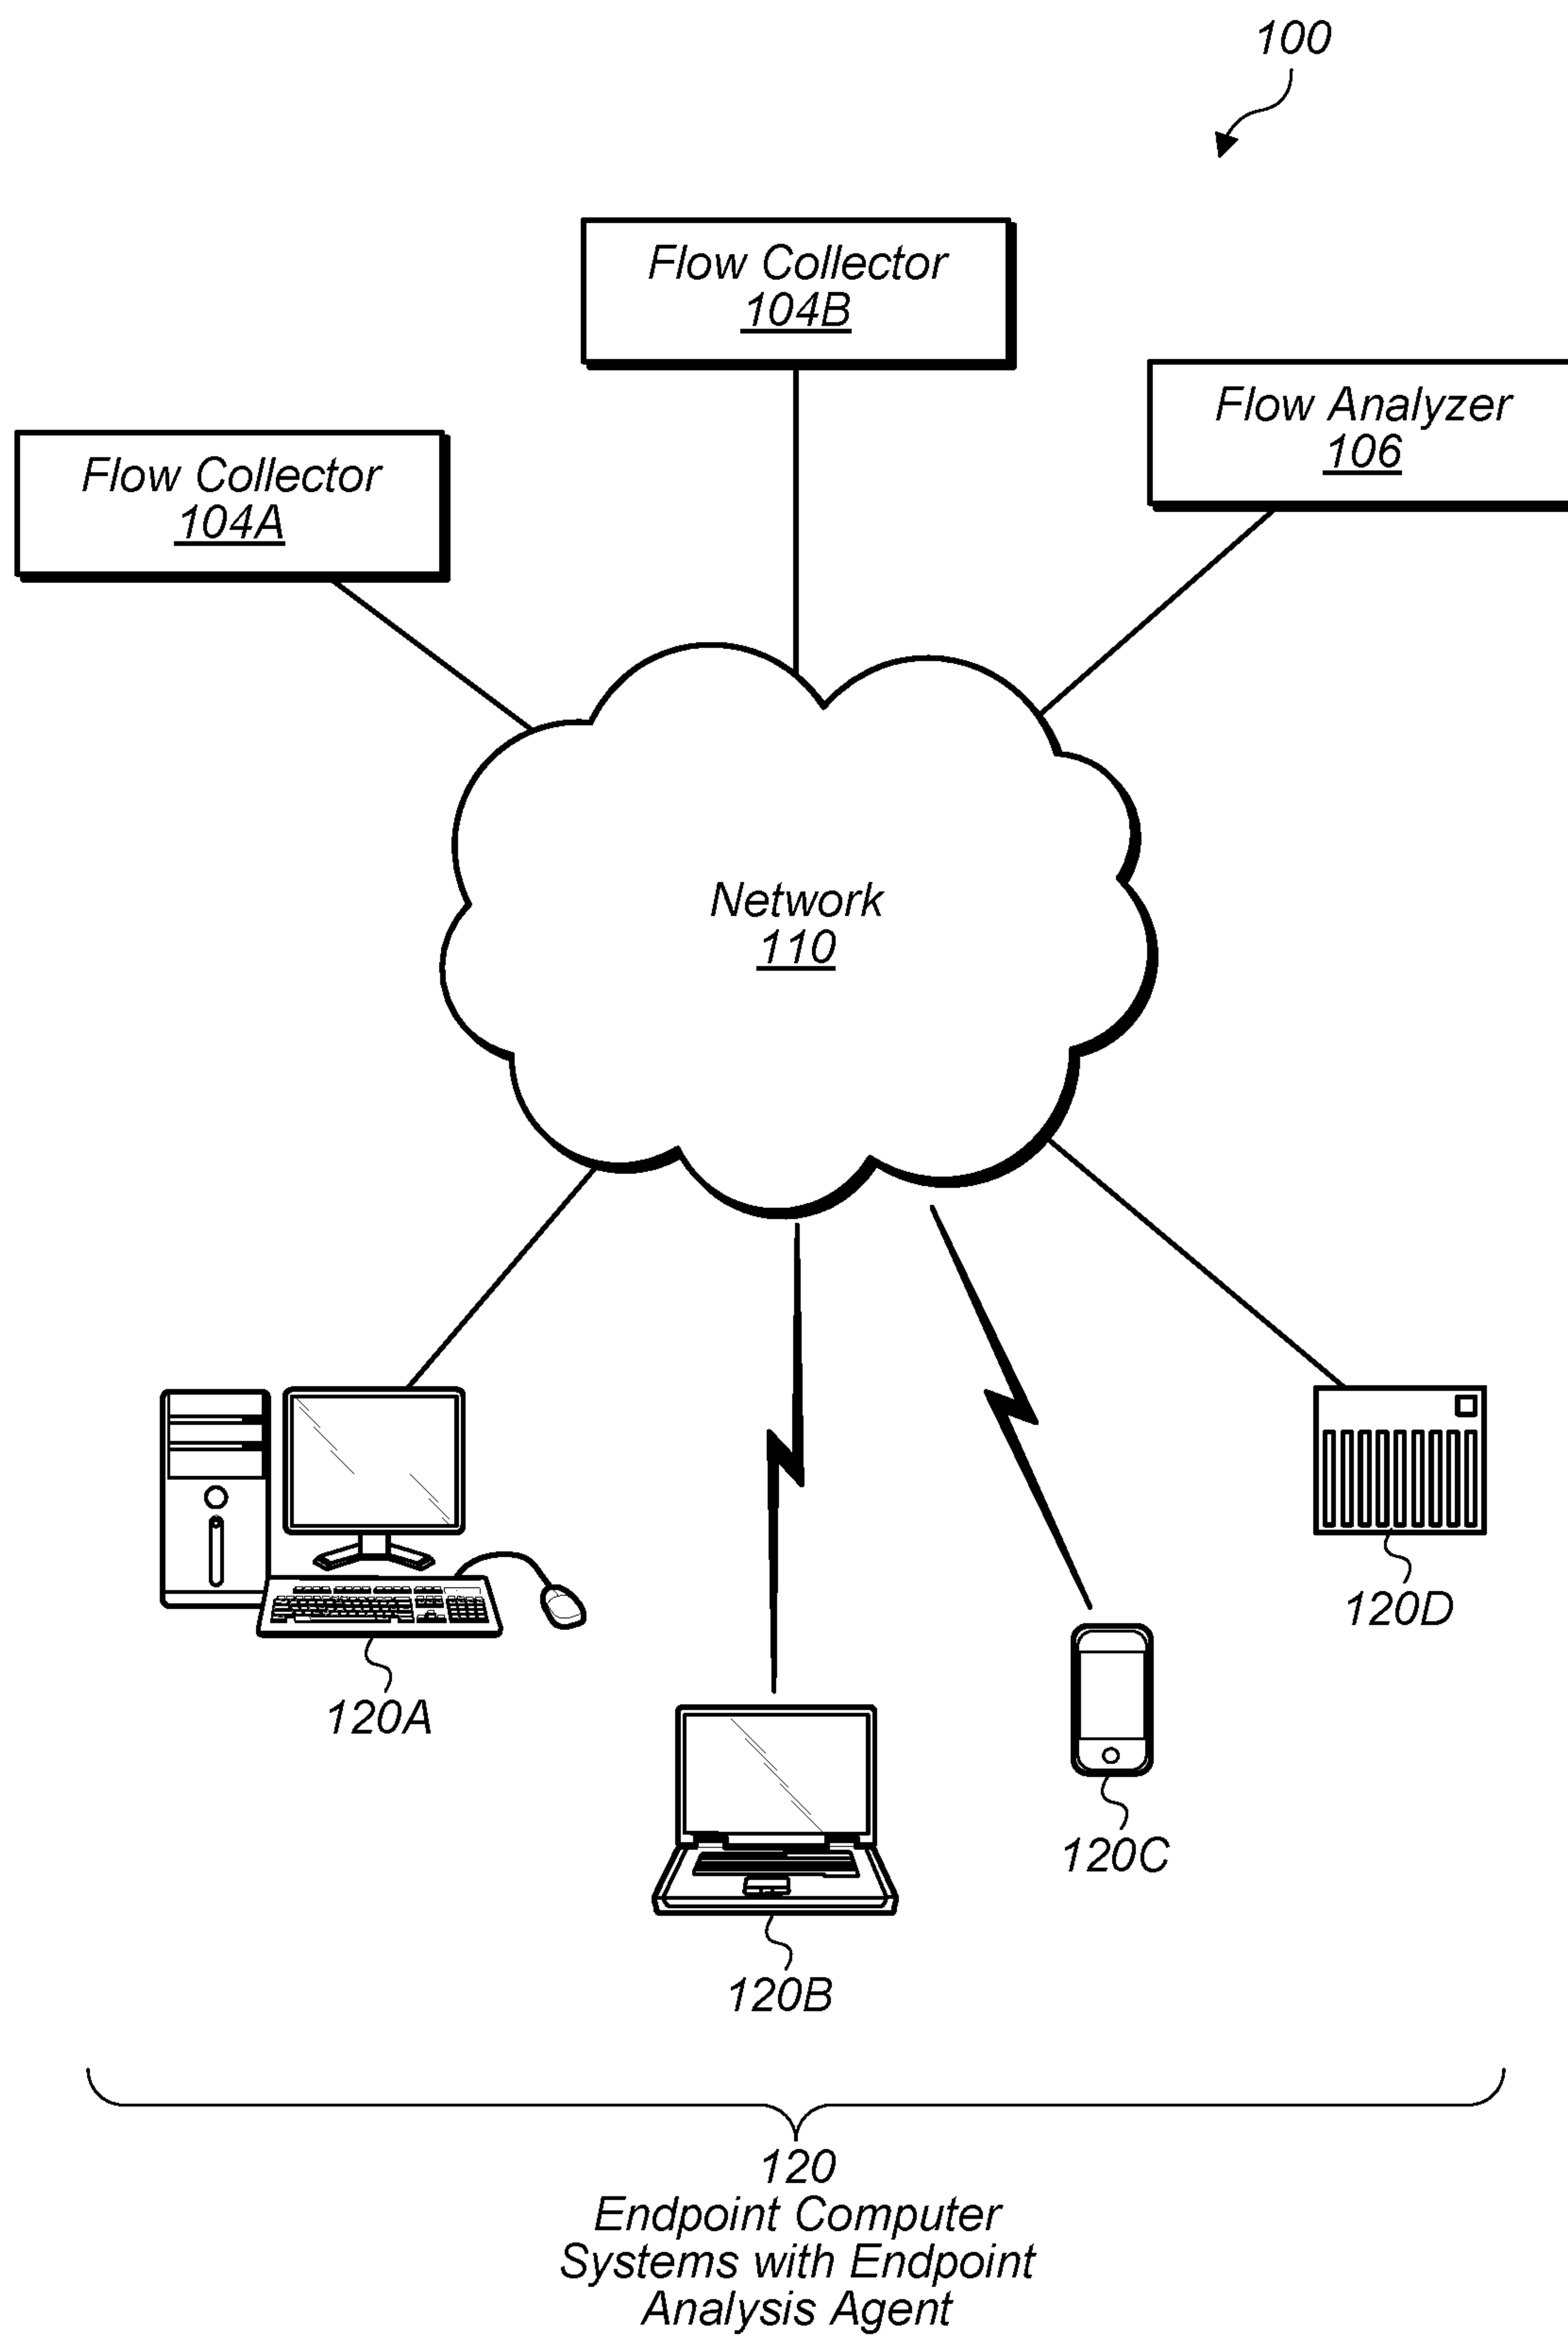 100
Flow Collector
104B
Flow Analyzer
106
Flow Collector
104A
Network
110
120D
120A
120C
120B
120
Endpoint Computer
Systems with Endpoint
Analysis Agent